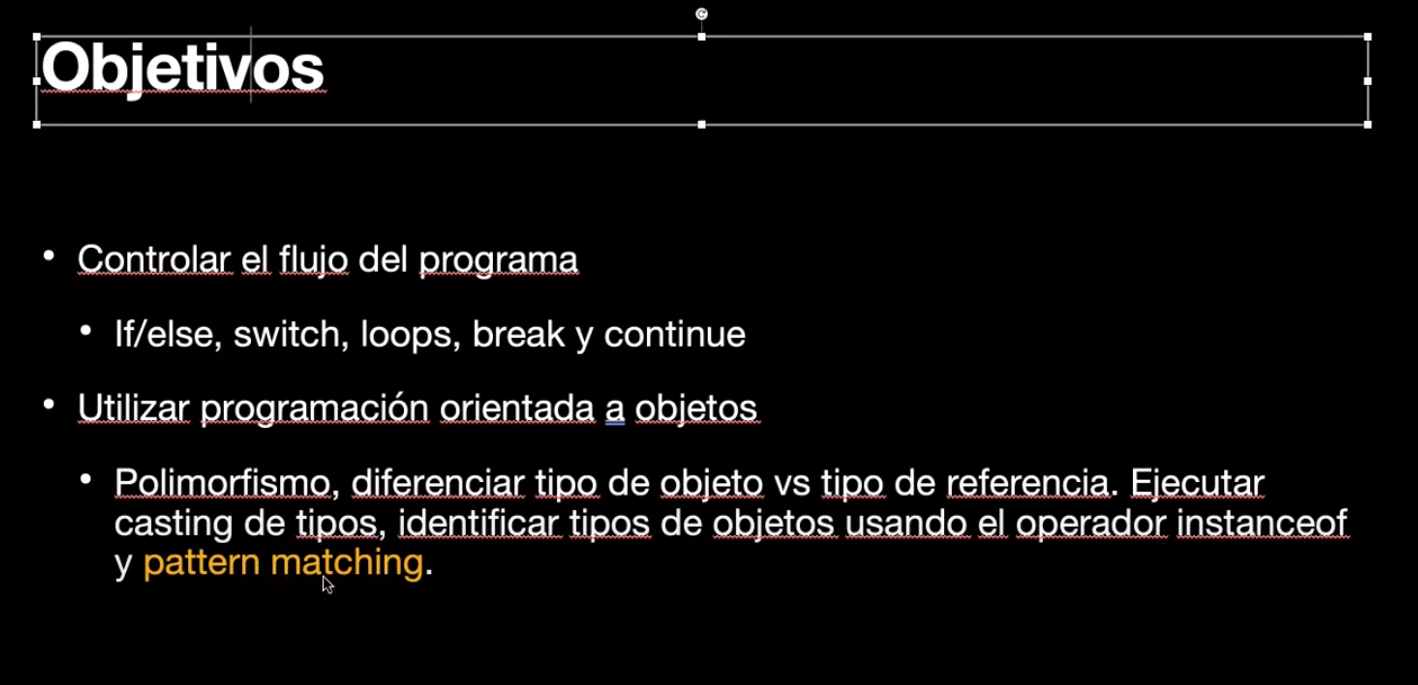 Objetivos
• Controlar el flujo del programa
• If/else, switch, loops, break y continue
• Utilizar programación orientada a objetos
• Polimorfismo, diferenciar tipo de objeto vs tipo de referencia. Ejecutar
casting de tipos, identificar tipos de objetos usando el operador instanceof
y pattern matching.